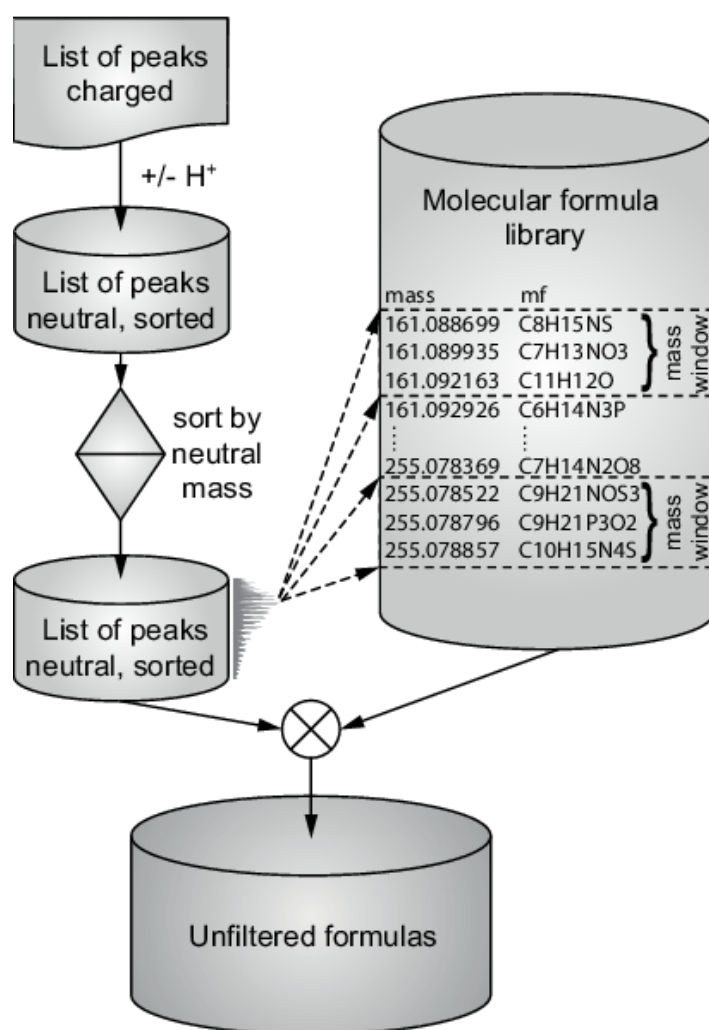 List of peaks
charged
+/- H⁺
List of peaks
neutral, sorted
sort by
neutral
mass
List of peaks
neutral, sorted
Molecular formula
library
mass mf
161.088699 C8H15NS
161.089935 C7H13NO3
161.092163 C11H12O
mass
window
161.092926 C6H14N3P
⋮ ⋮
255.078369 C7H14N2O8
255.078522 C9H21NOS3
255.078796 C9H21P3O2
255.078857 C10H15N4S
mass
window
Unfiltered formulas